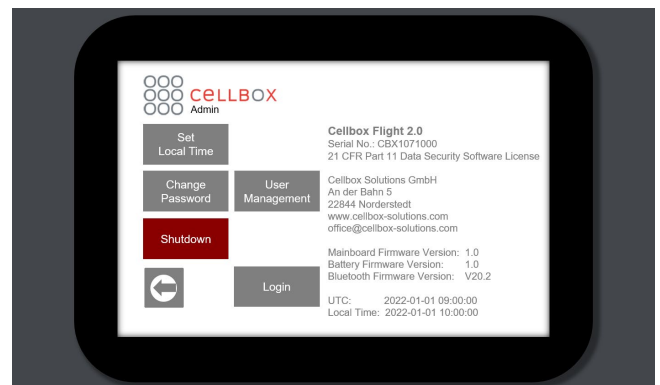 cellbox
Admin
Set
Local Time
Change
Password
User
Management
Shutdown
Login
Cellbox Flight 2.0
Serial No.: CBX1071000
21 CFR Part 11 Data Security Software License
Cellbox Solutions GmbH
An der Bahn 5
22844 Norderstedt
www.cellbox-solutions.com
office@cellbox-solutions.com
Mainboard Firmware Version: 1.0
Battery Firmware Version: 1.0
Bluetooth Firmware Version: V20.2
UTC: 2022-01-01 09:00:00
Local Time: 2022-01-01 10:00:00